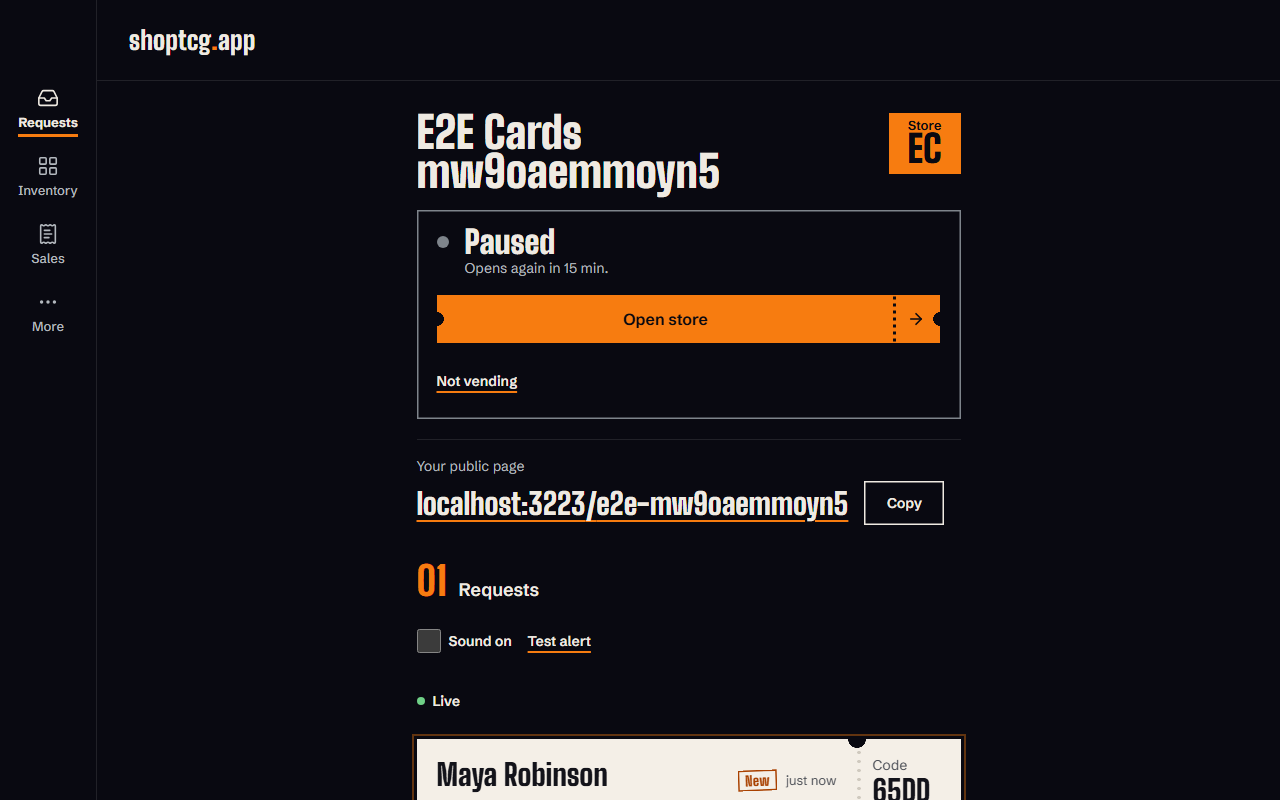 shoptcg.app
Requests
Inventory
Sales
More
E2E Cards
mw9oaemmoyn5
Store
EC
Paused
Opens again in 15 min.
Open store
Not vending
Your public page
localhost:3223/e2e-mw9oaemmoyn5
Copy
01 Requests
Sound on Test alert
Live
Maya Robinson
New just now
Code
65DD